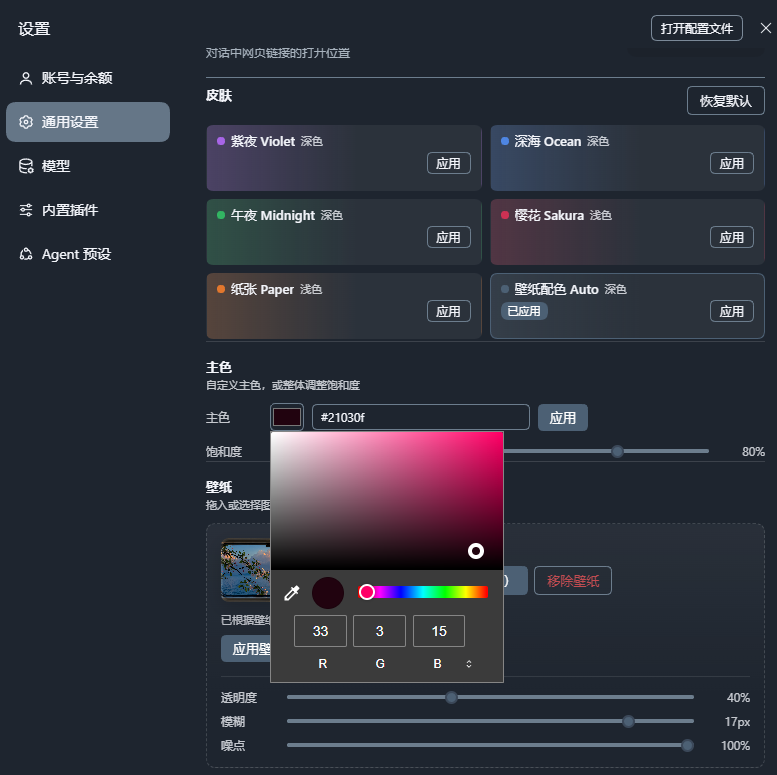 设置
打开配置文件
账号与余额
通用设置
模型
内置插件
Agent 预设
对话中网页链接的打开位置
皮肤
恢复默认
紫夜 Violet 深色
应用
深海 Ocean 深色
应用
午夜 Midnight 深色
应用
樱花 Sakura 浅色
应用
纸张 Paper 浅色
应用
壁纸配色 Auto 深色
已应用
应用
主色
自定义主色，或整体调整饱和度
主色
#21030f
应用
饱和度
80%
壁纸
拖入或选择图
)
移除壁纸
已根据壁纸
应用壁
33
3
15
R
G
B
透明度
40%
模糊
17px
噪点
100%